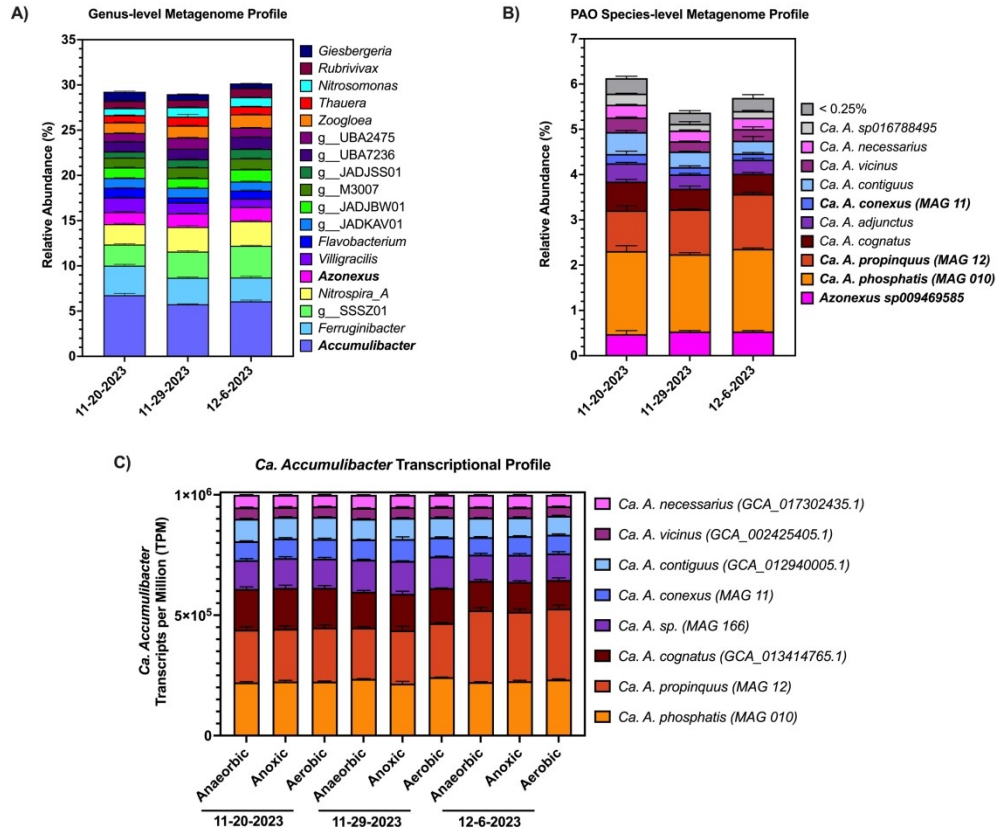 A)
Genus-level Metagenome Profile
Relative Abundance (%)
35
30
25
20
15
10
5
0
11-20-2023
11-29-2023
12-6-2023
Giesbergeria
Rubrivivax
Nitrosomonas
Thauera
Zoogloea
g__UBA2475
g__UBA7236
g__JADJSS01
g__M3007
g__JADJBW01
g__JADKAV01
Flavobacterium
Villigracilis
Azonexus
Nitrospira_A
g__SSSZ01
Ferruginibacter
Accumulibacter
B)
PAO Species-level Metagenome Profile
Relative Abundance (%)
7
6
5
4
3
2
1
0
11-20-2023
11-29-2023
12-6-2023
< 0.25%
Ca. A. sp016788495
Ca. A. necessarius
Ca. A. vicinus
Ca. A. contiguus
Ca. A. conexus (MAG 11)
Ca. A. adjunctus
Ca. A. cognatus
Ca. A. propinquus (MAG 12)
Ca. A. phosphatis (MAG 010)
Azonexus sp009469585
C)
Ca. Accumulibacter Transcriptional Profile
Ca. Accumulibacter
Transcripts per Million (TPM)
1×10⁶
5×10⁵
0
Anaeorbic
Anoxic
Aerobic
Anaerobic
Anoxic
Aerobic
Anaerobic
Anoxic
Aerobic
11-20-2023
11-29-2023
12-6-2023
Ca. A. necessarius (GCA_017302435.1)
Ca. A. vicinus (GCA_002425405.1)
Ca. A. contiguus (GCA_012940005.1)
Ca. A. conexus (MAG 11)
Ca. A. sp. (MAG 166)
Ca. A. cognatus (GCA_013414765.1)
Ca. A. propinquus (MAG 12)
Ca. A. phosphatis (MAG 010)